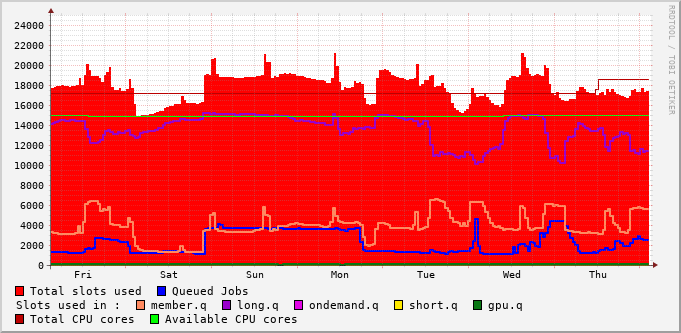 24000
22000
20000
18000
16000
14000
12000
10000
8000
6000
4000
2000
0
Fri Sat Sun Mon Tue Wed Thu
RRDTOOL / TOBI OETIKER
Total slots used Queued Jobs
Slots used in : member.q long.q ondemand.q short.q gpu.q
Total CPU cores Available CPU cores